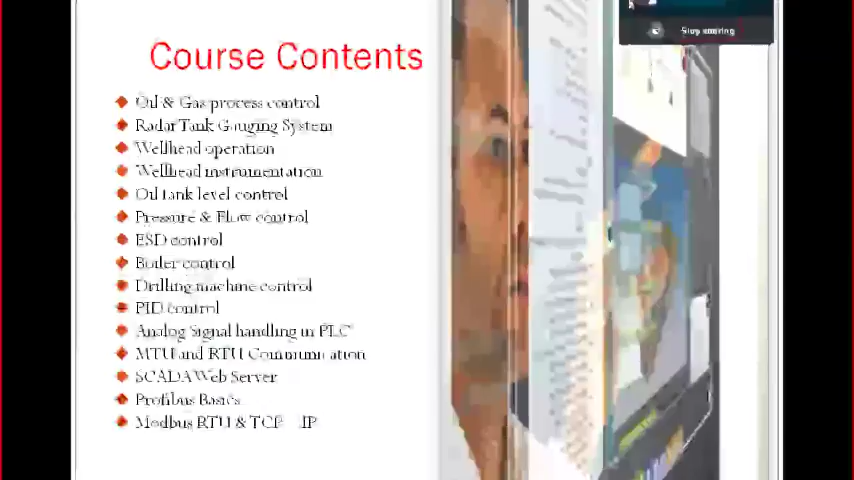 Stop sharing
Course Contents
Oil & Gas process control
Radar Tank Gauging System
Wellhead operation
Wellhead instrumentation
Oil tank level control
Pressure & Flow control
ESD control
Boiler control
Drilling machine control
PID control
Analog Signal handling in PLC
MTU and RTU Communication
SCADA Web Server
Profibus Basics
Modbus RTU & TCP IP